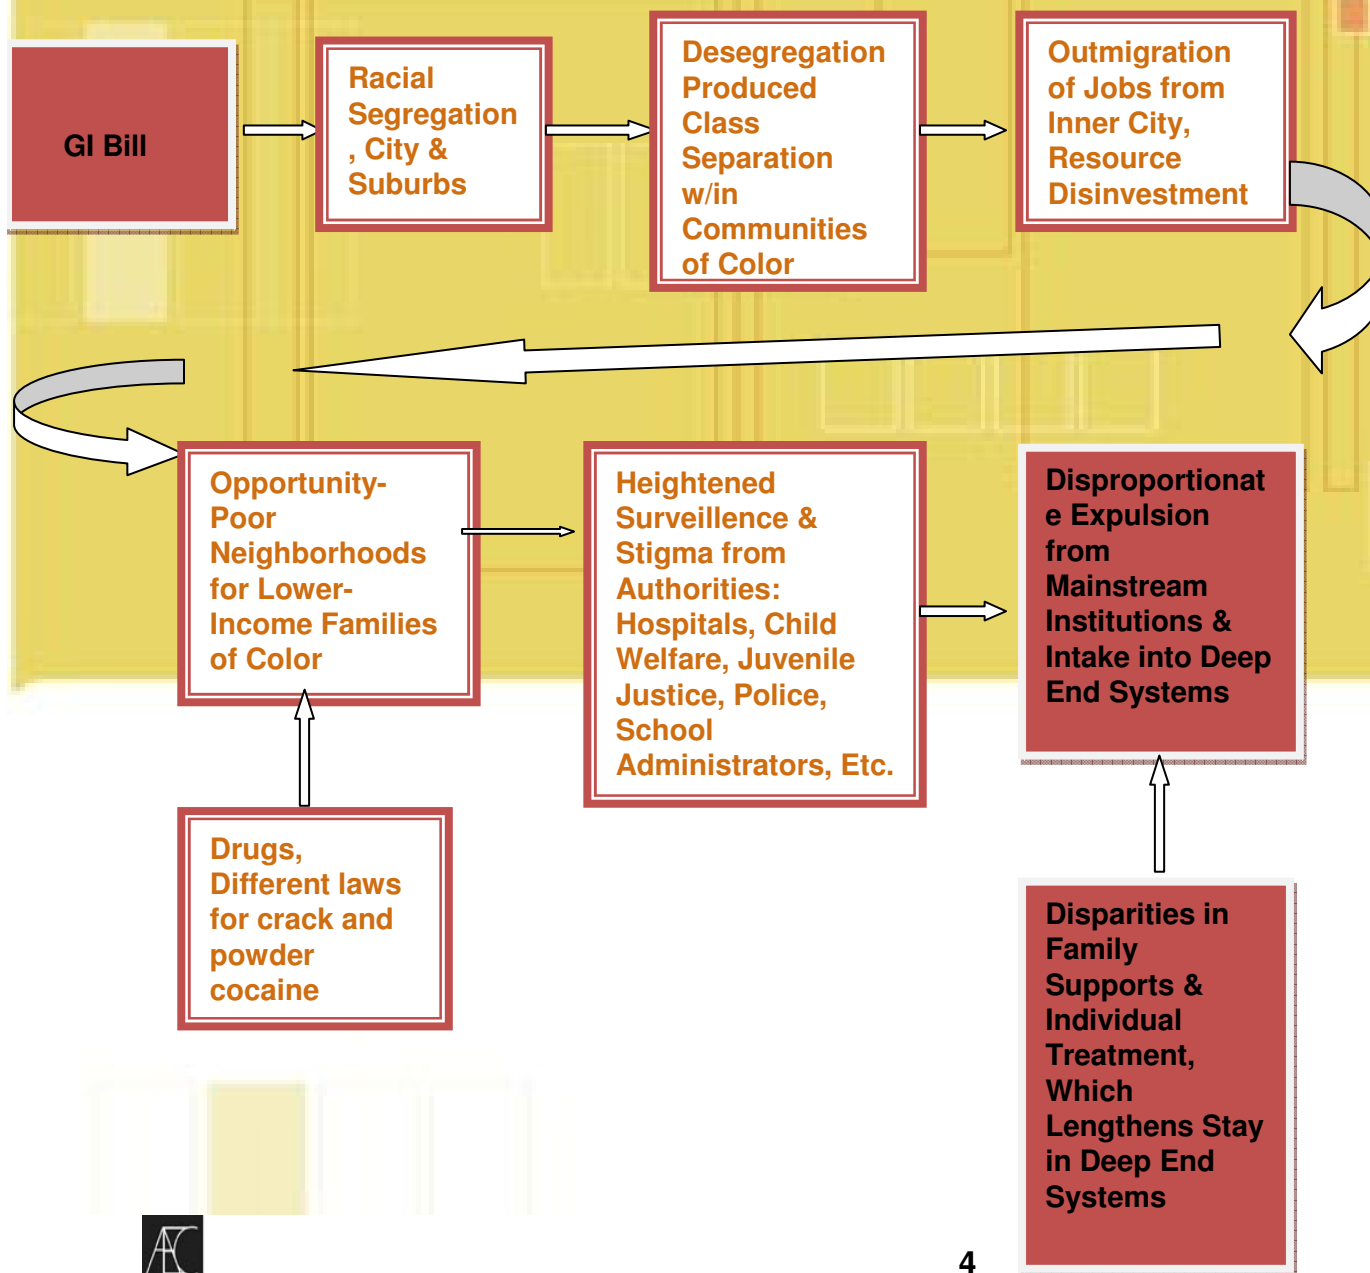 GI Bill
Racial
Segregation
, City &
Suburbs
Desegregation
Produced
Class
Separation
w/in
Communities
of Color
Outmigration
of Jobs from
Inner City,
Resource
Disinvestment
Opportunity-
Poor
Neighborhoods
for Lower-
Income Families
of Color
Heightened
Surveillence &
Stigma from
Authorities:
Hospitals, Child
Welfare, Juvenile
Justice, Police,
School
Administrators, Etc.
Disproportionat
e Expulsion
from
Mainstream
Institutions &
Intake into Deep
End Systems
Drugs,
Different laws
for crack and
powder
cocaine
Disparities in
Family
Supports &
Individual
Treatment,
Which
Lengthens Stay
in Deep End
Systems
AFC
4